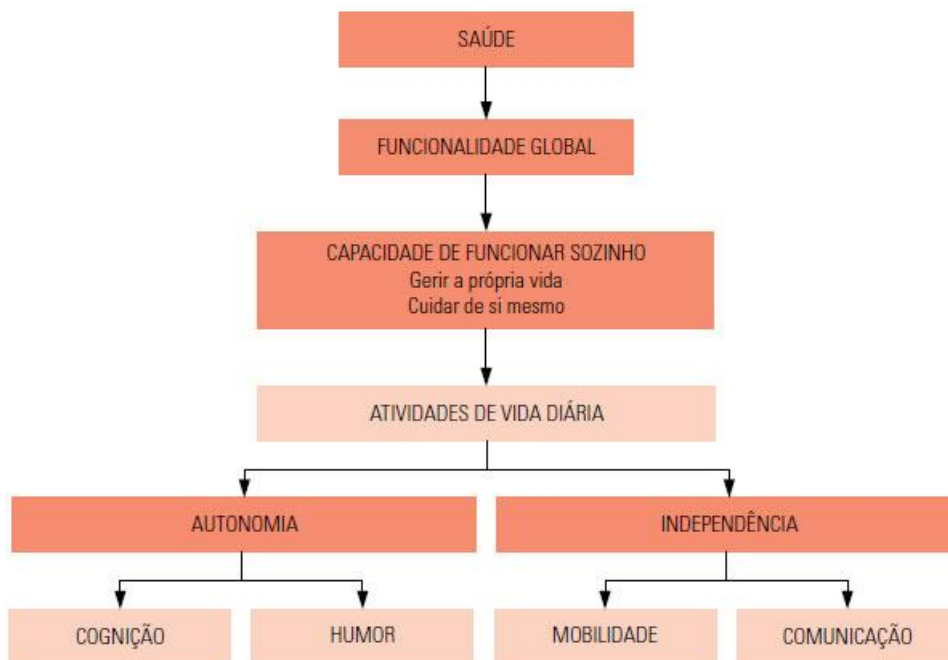 SAÚDE
FUNCIONALIDADE GLOBAL
CAPACIDADE DE FUNCIONAR SOZINHO
Gerir a própria vida
Cuidar de si mesmo
ATIVIDADES DE VIDA DIÁRIA
AUTONOMIA
INDEPENDÊNCIA
COGNIÇÃO
HUMOR
MOBILIDADE
COMUNICAÇÃO